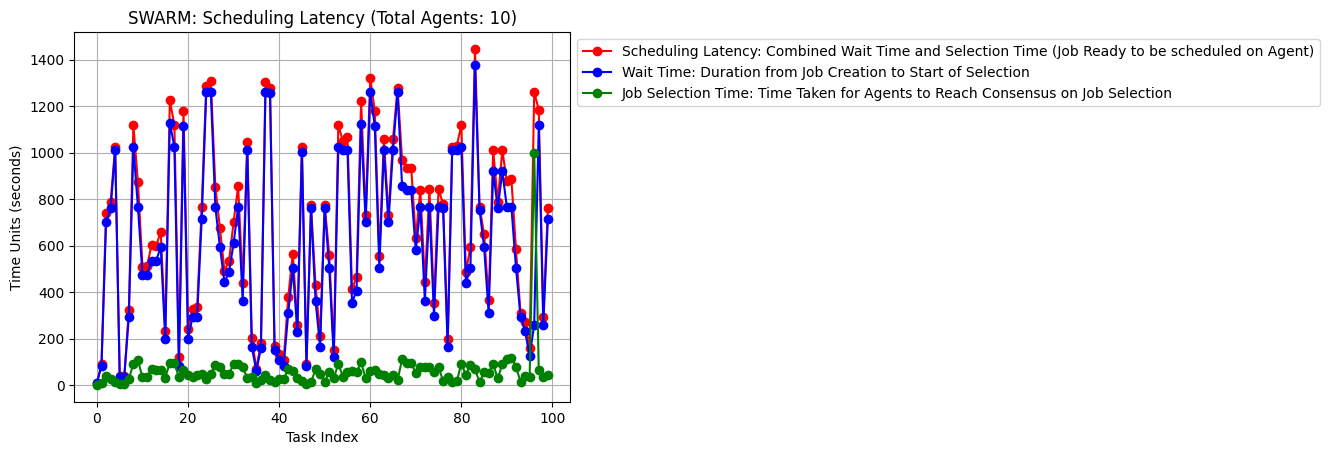 SWARM: Scheduling Latency (Total Agents: 10)
Scheduling Latency: Combined Wait Time and Selection Time (Job Ready to be scheduled on Agent)
Wait Time: Duration from Job Creation to Start of Selection
Job Selection Time: Time Taken for Agents to Reach Consensus on Job Selection
Time Units (seconds)
1400
1200
1000
800
600
400
200
0
0 20 40 60 80 100
Task Index